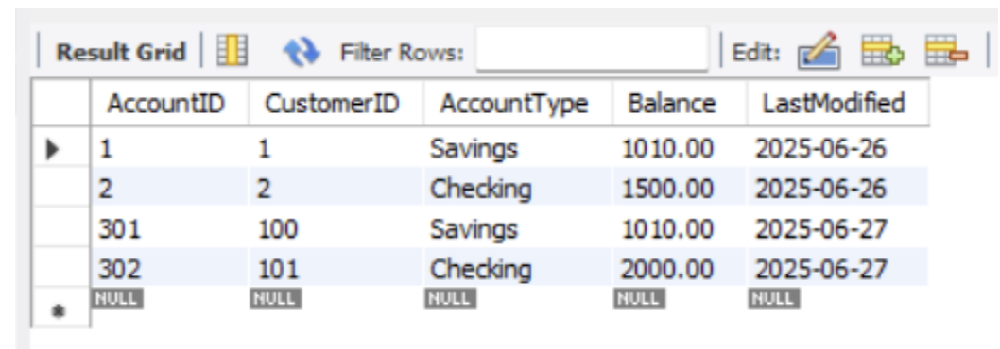 Result Grid Filter Rows: Edit:
AccountID CustomerID AccountType Balance LastModified
1 1 Savings 1010.00 2025-06-26
2 2 Checking 1500.00 2025-06-26
301 100 Savings 1010.00 2025-06-27
302 101 Checking 2000.00 2025-06-27
NULL NULL NULL NULL NULL